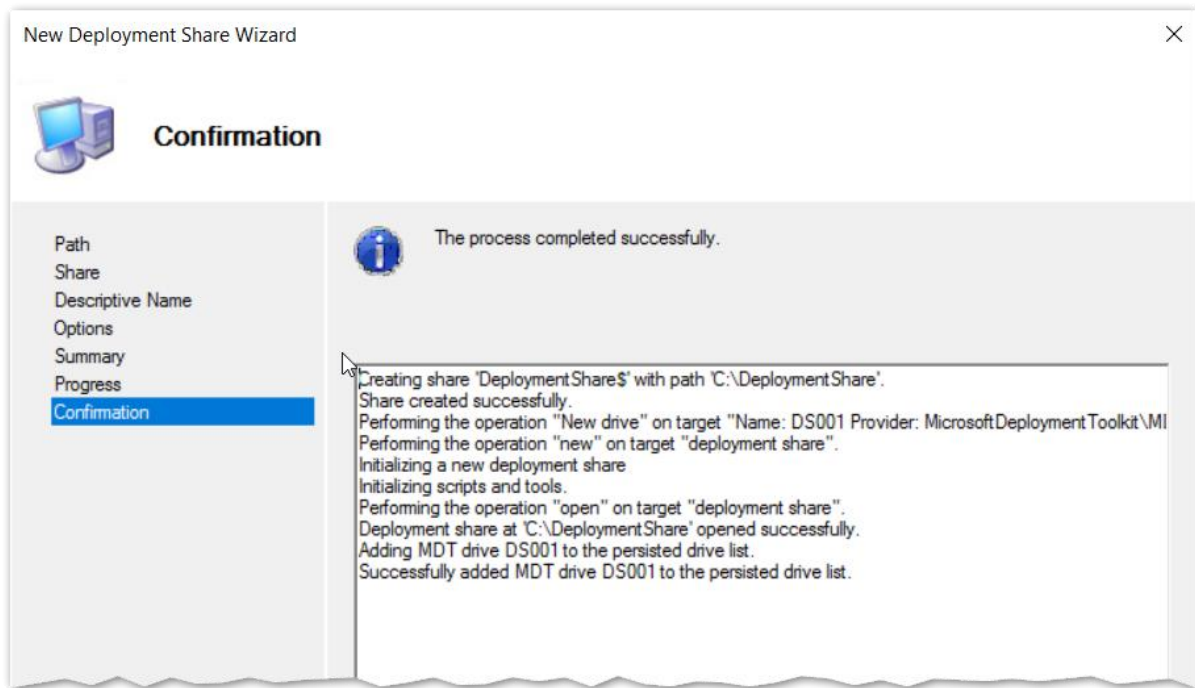 New Deployment Share Wizard
Confirmation
Path
Share
Descriptive Name
Options
Summary
Progress
Confirmation
The process completed successfully.
Creating share 'DeploymentShare$' with path 'C:\DeploymentShare'.
Share created successfully.
Performing the operation "New drive" on target "Name: DS001 Provider: MicrosoftDeploymentToolkit\
Performing the operation "new" on target "deployment share".
Initializing a new deployment share
Initializing scripts and tools.
Performing the operation "open" on target "deployment share".
Deployment share at 'C:\DeploymentShare' opened successfully.
Adding MDT drive DS001 to the persisted drive list.
Successfully added MDT drive DS001 to the persisted drive list.